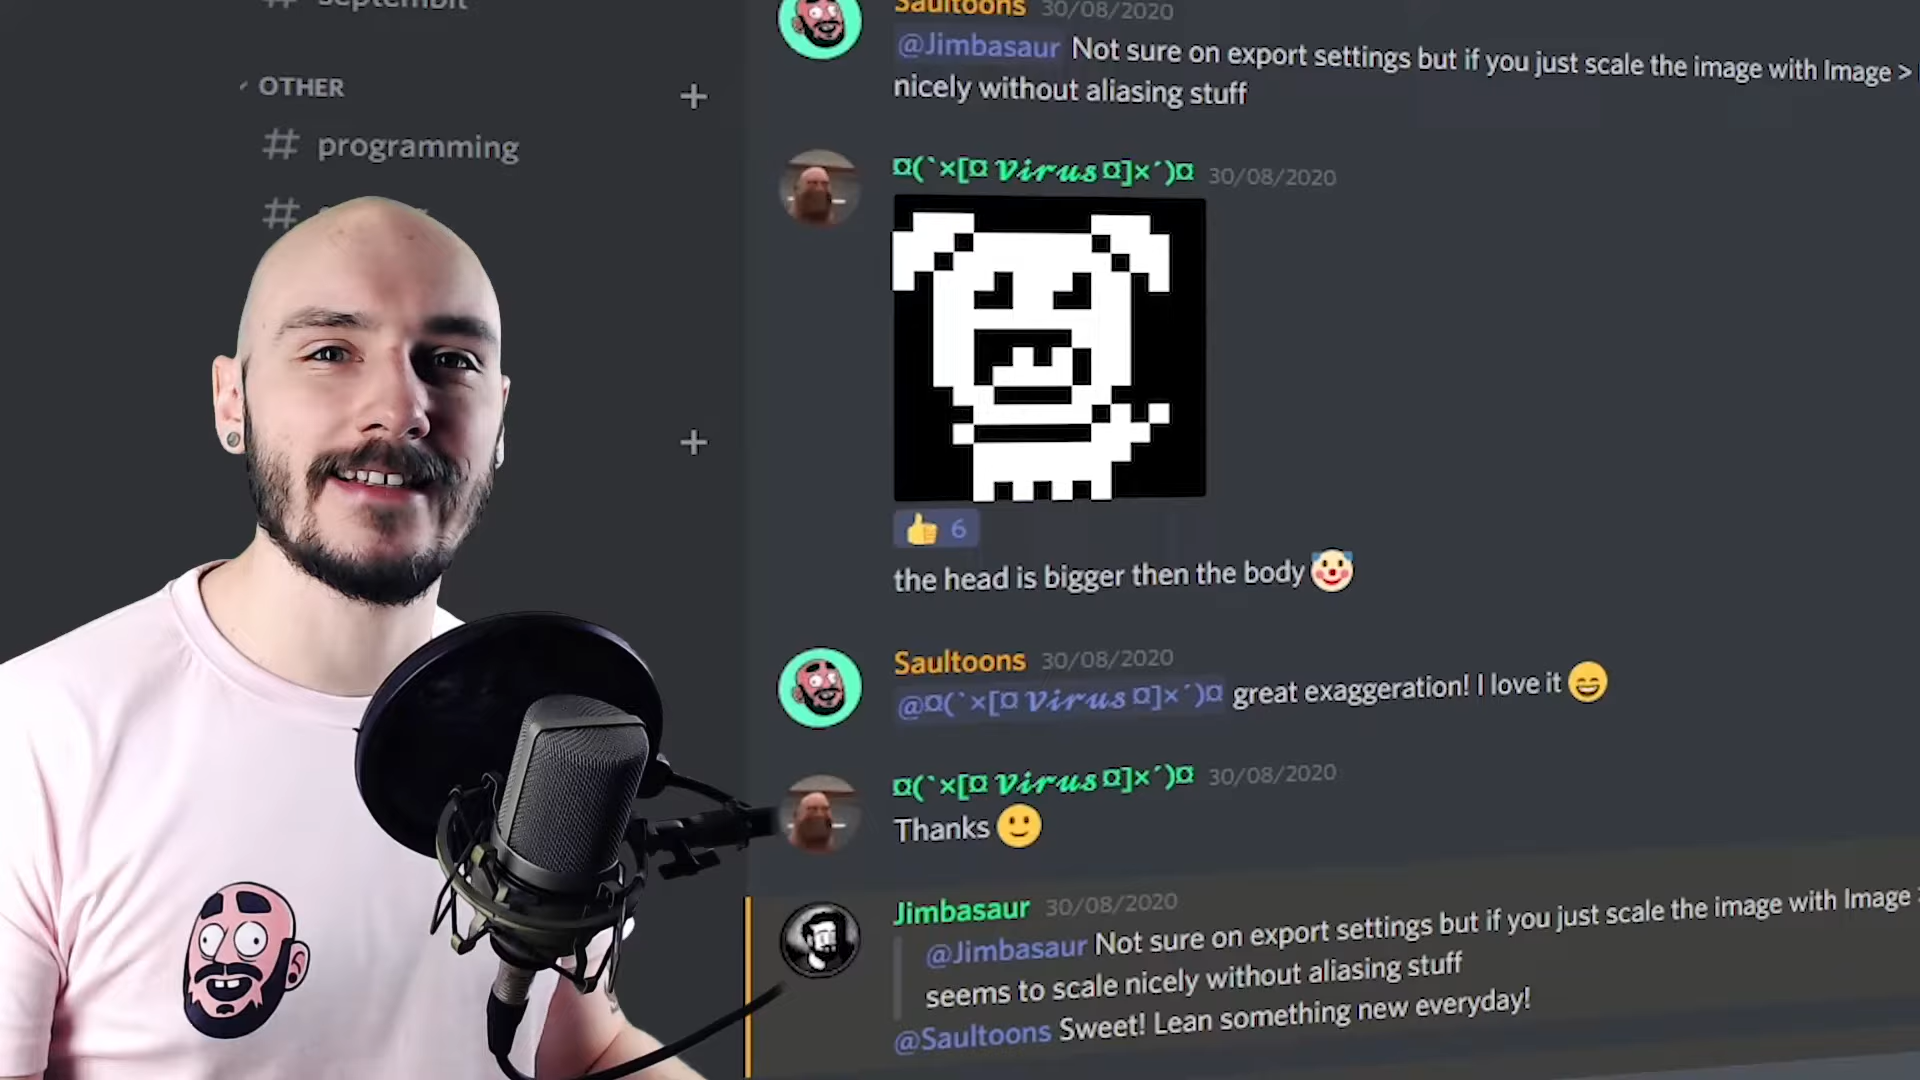 septembit
OTHER
# programming
#
Saultoons 30/08/2020
@Jimbasaur Not sure on export settings but if you just scale the image with Image >
nicely without aliasing stuff
¤(`×[¤ 𝓥𝓲𝓻𝓾𝓼 ¤]×´)¤ 30/08/2020
👍 6
the head is bigger then the body 🤡
Saultoons 30/08/2020
@¤(`×[¤ 𝓥𝓲𝓻𝓾𝓼 ¤]×´)¤ great exaggeration! I love it 😄
¤(`×[¤ 𝓥𝓲𝓻𝓾𝓼 ¤]×´)¤ 30/08/2020
Thanks 🙂
Jimbasaur 30/08/2020
@Jimbasaur Not sure on export settings but if you just scale the image with Image >
seems to scale nicely without aliasing stuff
@Saultoons Sweet! Lean something new everyday!